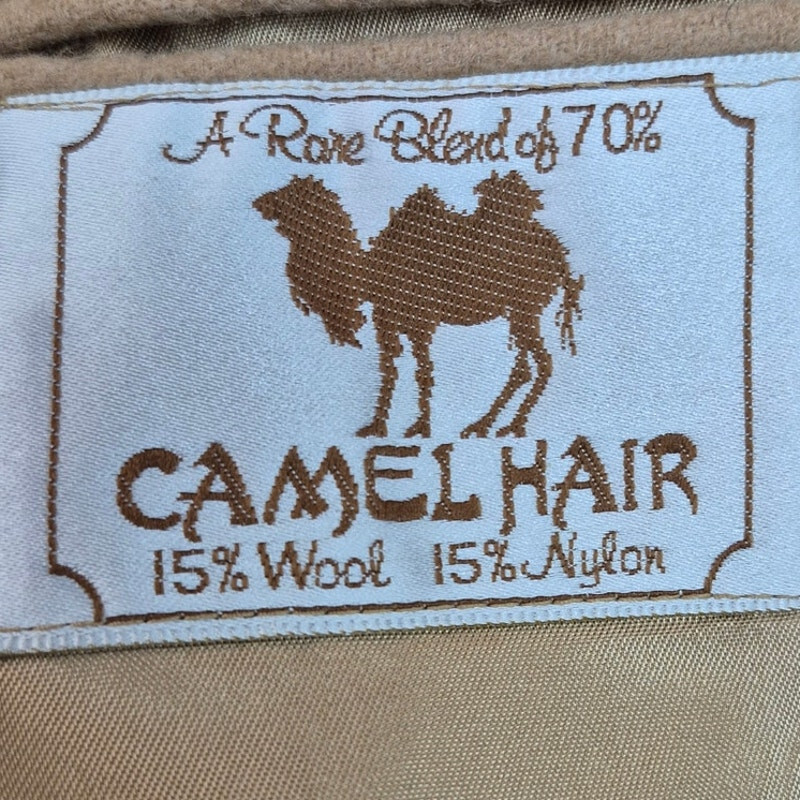 A Rare Blend of 70%
CAMEL HAIR
15% Wool 15% Nylon